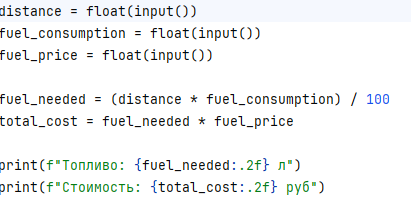 distance = float(input())
fuel_consumption = float(input())
fuel_price = float(input())
fuel_needed = (distance * fuel_consumption) / 100
total_cost = fuel_needed * fuel_price
print(f"Топливо: {fuel_needed:.2f} л")
print(f"Стоимость: {total_cost:.2f} руб")